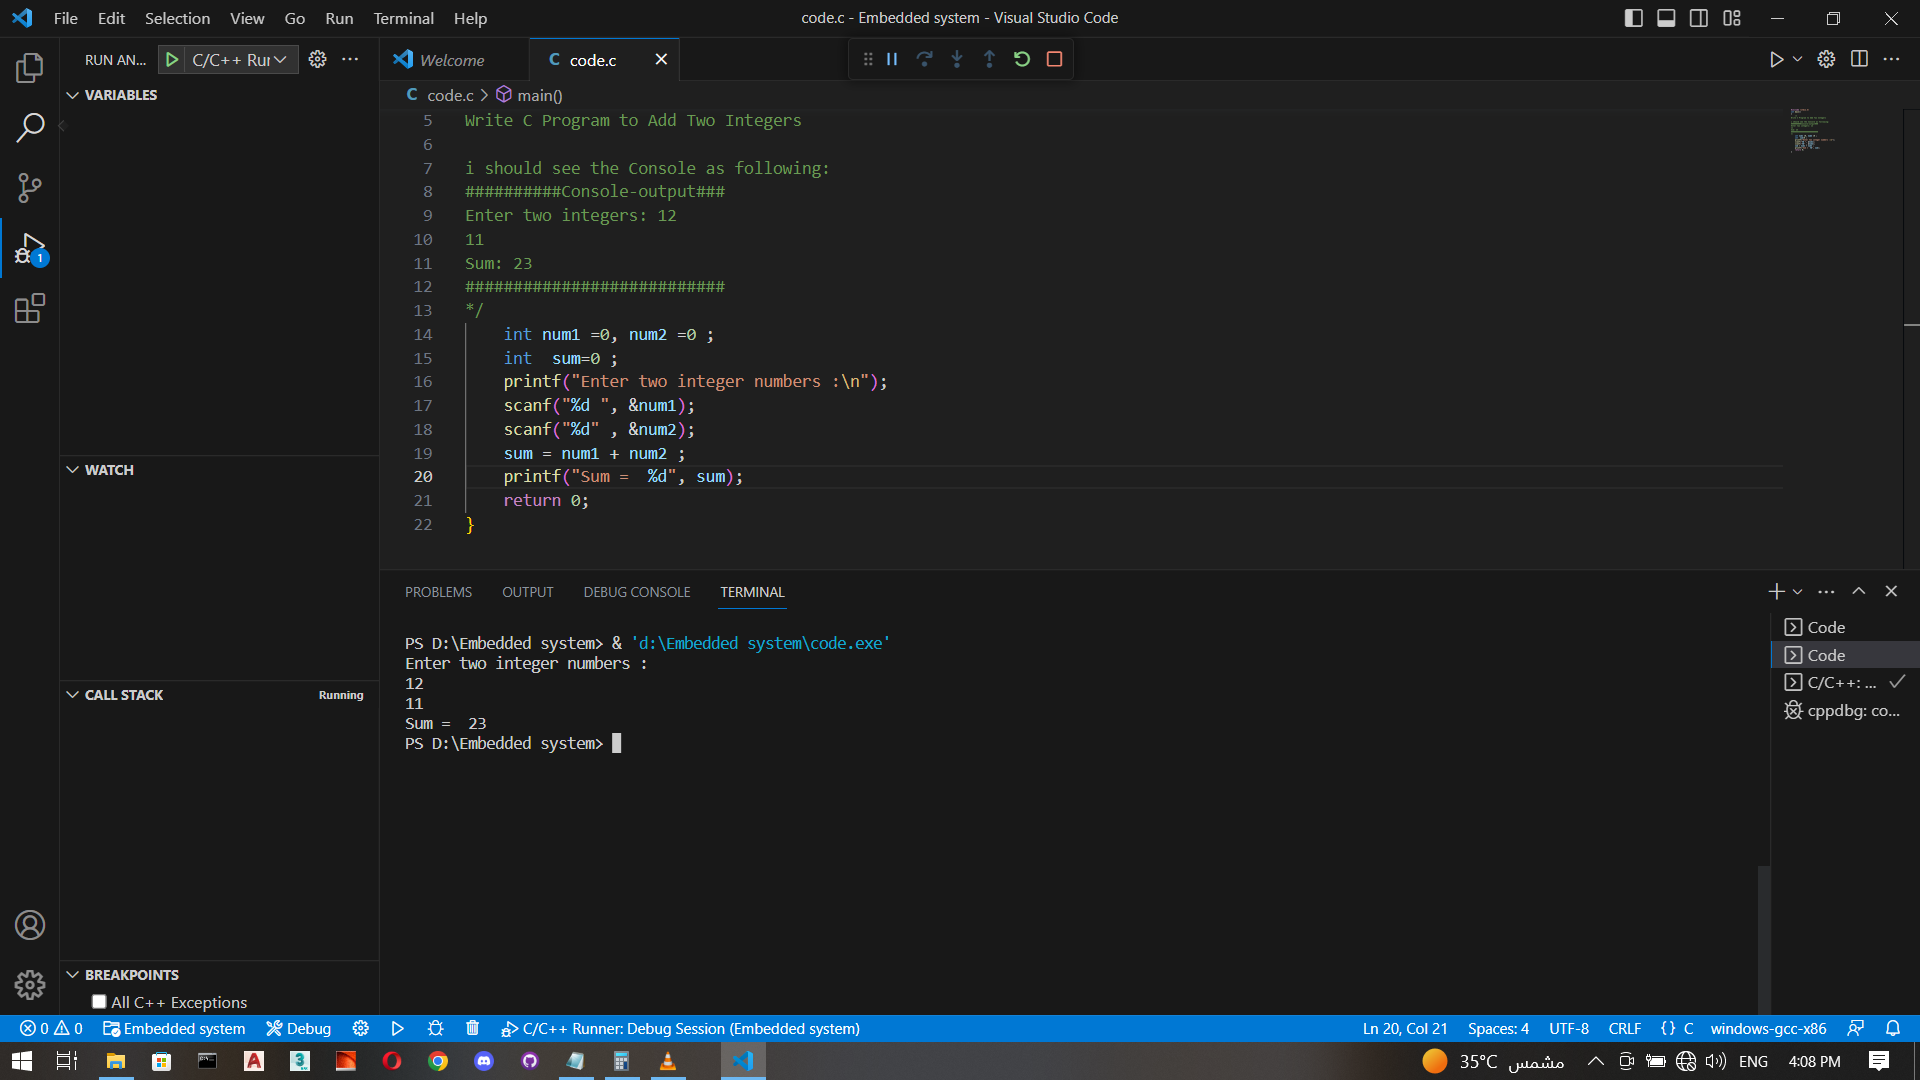 File Edit Selection View Go Run Terminal Help
code.c - Embedded system - Visual Studio Code
RUN AN...
C/C++ Rur
Welcome
C code.c
C code.c > main()
VARIABLES
5 Write C Program to Add Two Integers
6
7 i should see the Console as following:
8 ##########Console-output###
9 Enter two integers: 12
10 11
11 Sum: 23
12 ###########################
13 */
14 int num1 =0, num2 =0 ;
15 int  sum=0 ;
16 printf("Enter two integer numbers :\n");
17 scanf("%d ", &num1);
18 scanf("%d" , &num2);
19 sum = num1 + num2 ;
20 printf("Sum =  %d", sum);
21 return 0;
22 }
1
WATCH
CALL STACK
Running
BREAKPOINTS
All C++ Exceptions
PROBLEMS OUTPUT DEBUG CONSOLE TERMINAL
PS D:\Embedded system> & 'd:\Embedded system\code.exe'
Enter two integer numbers :
12
11
Sum =  23
PS D:\Embedded system>
Code
Code
C/C++: ...
cppdbg: co...
0 0 Embedded system Debug C/C++ Runner: Debug Session (Embedded system)
Ln 20, Col 21 Spaces: 4 UTF-8 CRLF {} C windows-gcc-x86
35°C مشمس ENG 4:08 PM